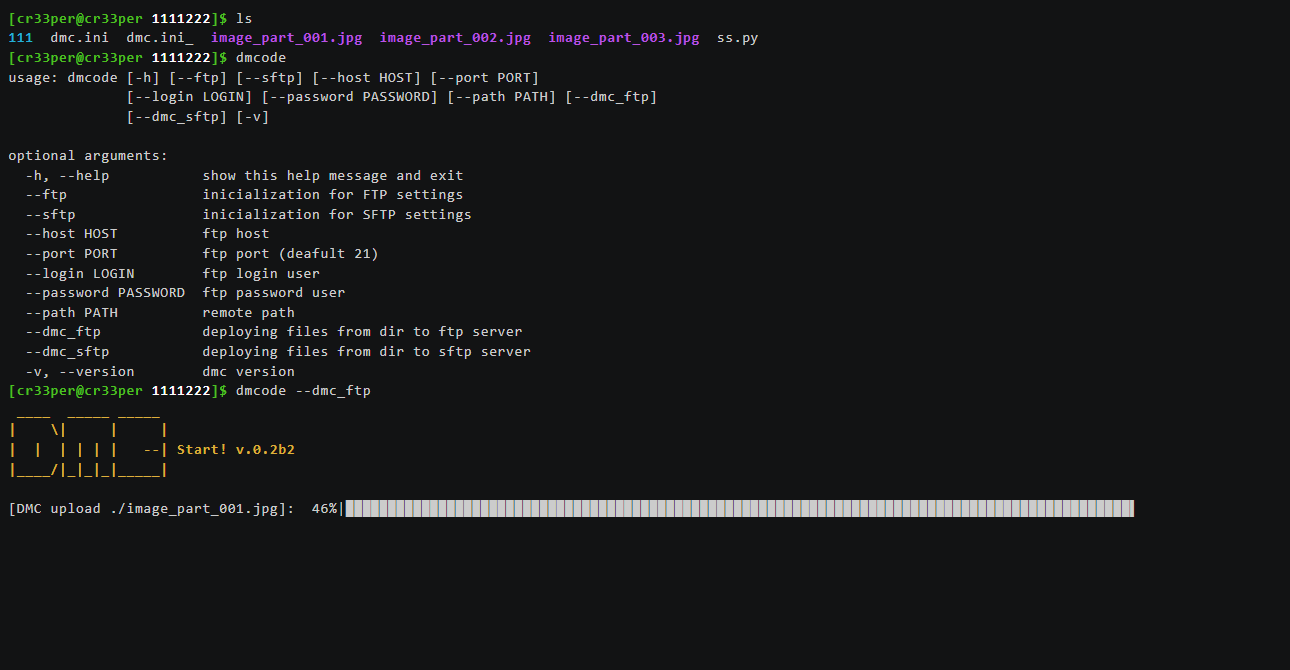 [cr33per@cr33per 1111222]$ ls
111  dmc.ini  dmc.ini_  image_part_001.jpg  image_part_002.jpg  image_part_003.jpg  ss.py
[cr33per@cr33per 1111222]$ dmcode
usage: dmcode [-h] [--ftp] [--sftp] [--host HOST] [--port PORT]
              [--login LOGIN] [--password PASSWORD] [--path PATH] [--dmc_ftp]
              [--dmc_sftp] [-v]

optional arguments:
  -h, --help           show this help message and exit
  --ftp                inicialization for FTP settings
  --sftp               inicialization for SFTP settings
  --host HOST          ftp host
  --port PORT          ftp port (deafult 21)
  --login LOGIN        ftp login user
  --password PASSWORD  ftp password user
  --path PATH          remote path
  --dmc_ftp            deploying files from dir to ftp server
  --dmc_sftp           deploying files from dir to sftp server
  -v, --version        dmc version
[cr33per@cr33per 1111222]$ dmcode --dmc_ftp
 ____  _____ _____
|    \|     |     |
|  |  | | | |   --| Start! v.0.2b2
|____/|_|_|_|_____|

[DMC upload ./image_part_001.jpg]:  46%|